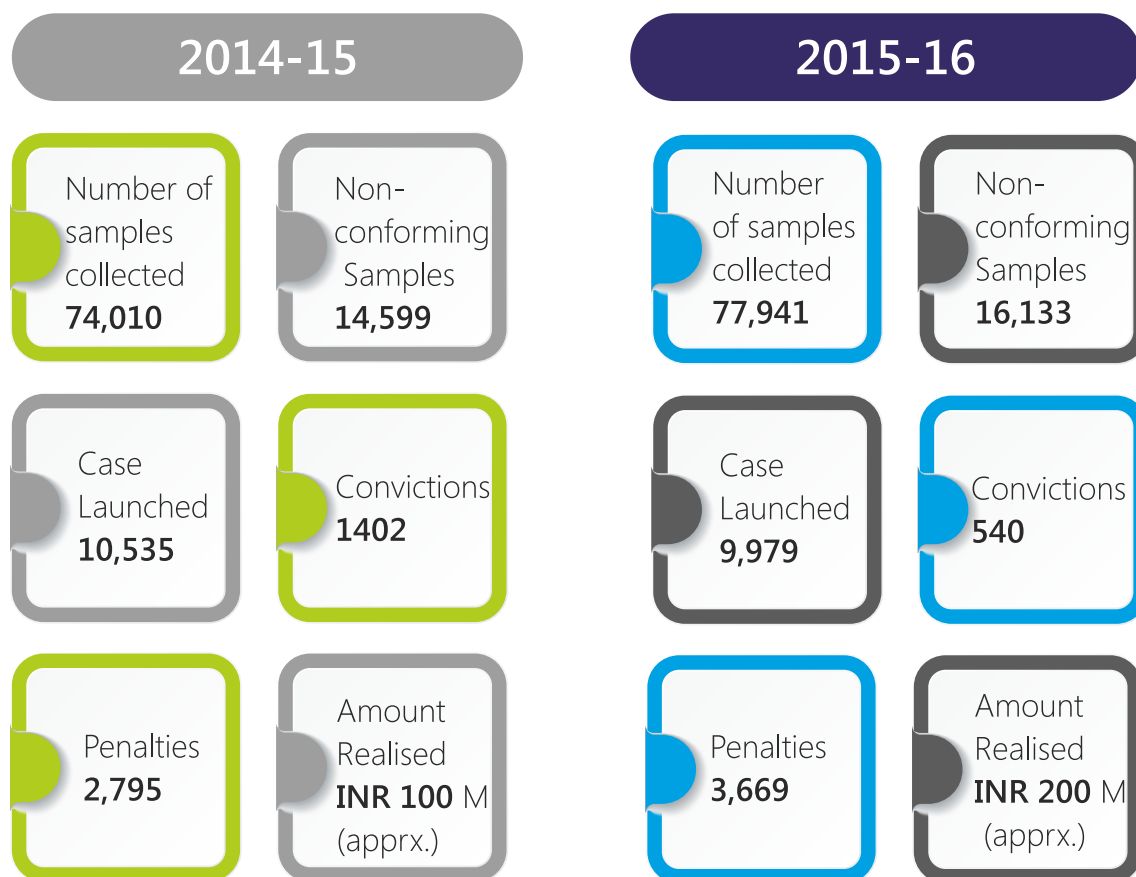 2014-15
Number of
samples
collected
74,010
Non-
conforming
Samples
14,599
Case
Launched
10,535
Convictions
1402
Penalties
2,795
Amount
Realised
INR 100 M
(apprx.)
2015-16
Number
of samples
collected
77,941
Non-
conforming
Samples
16,133
Case
Launched
9,979
Convictions
540
Penalties
3,669
Amount
Realised
INR 200 M
(apprx.)